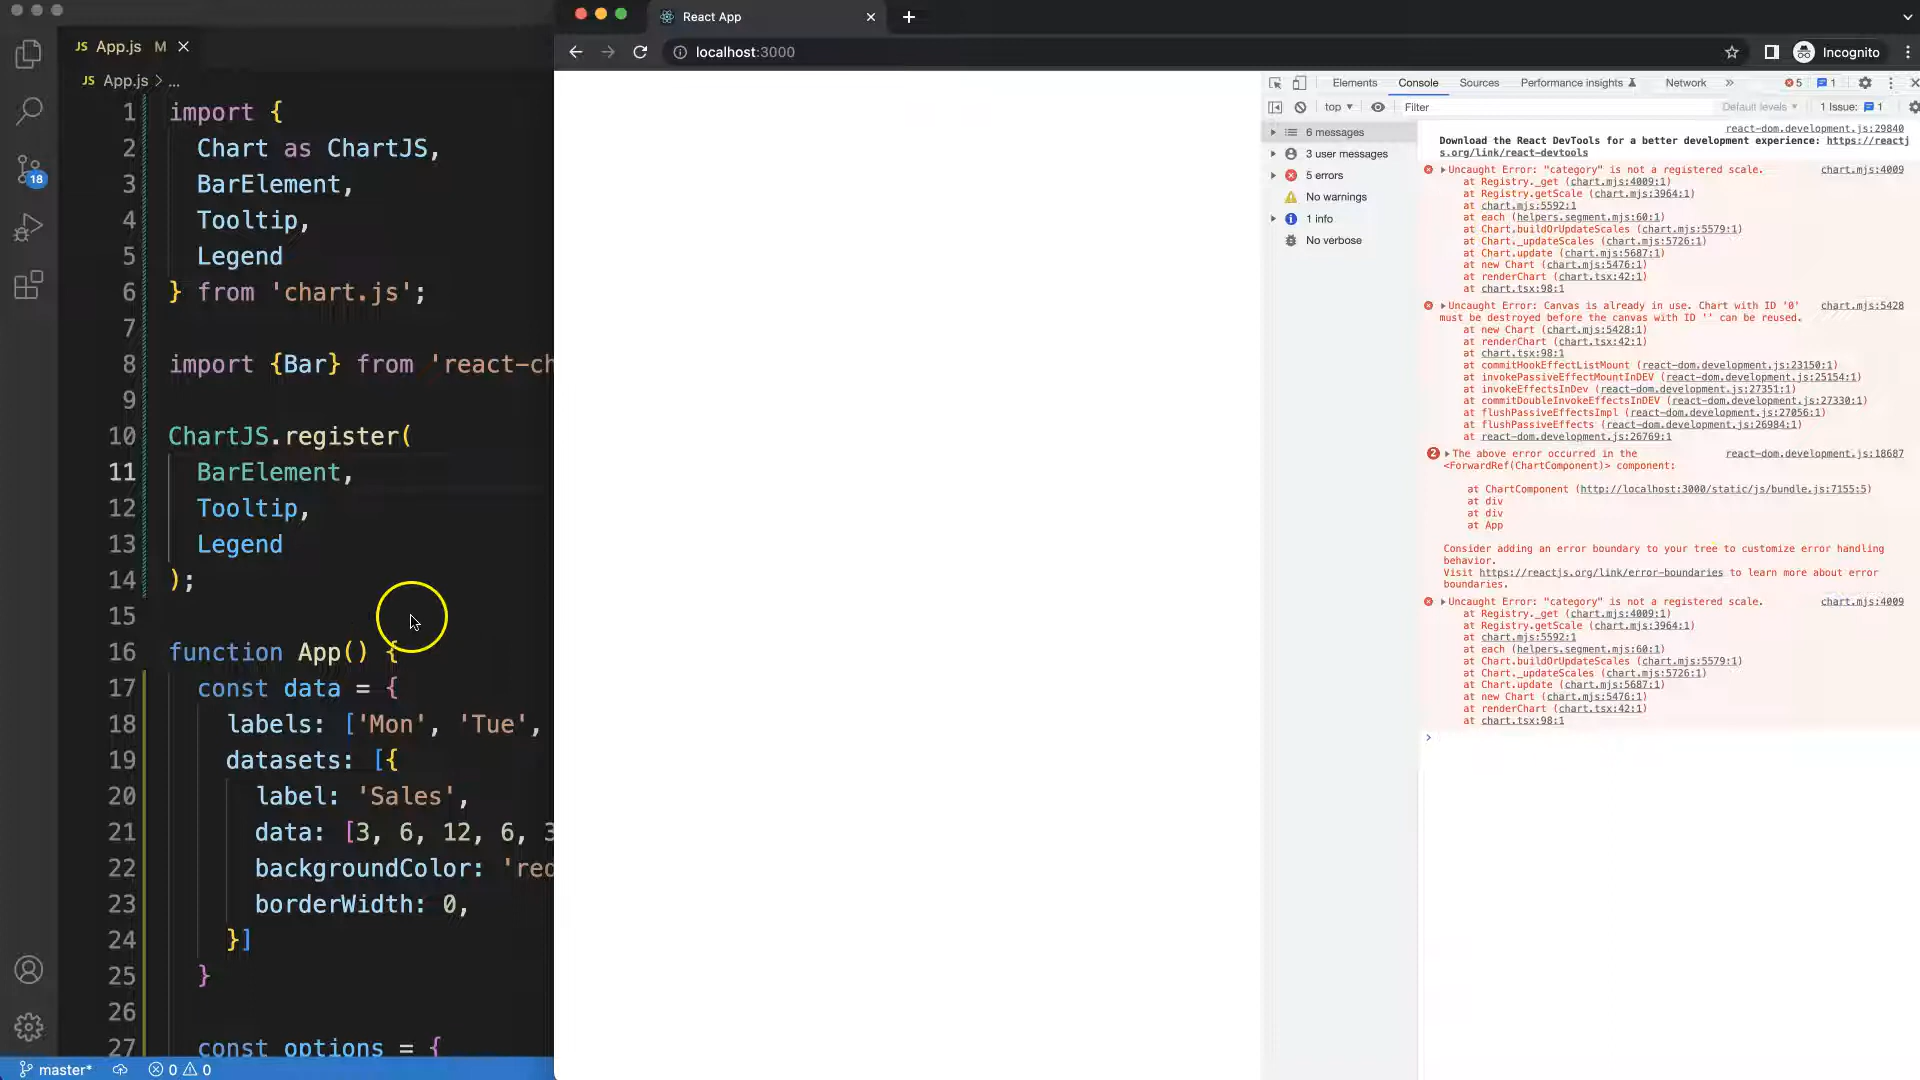 JS App.js M
JS App.js > ...
1 import {
2 Chart as ChartJS,
3 BarElement,
4 Tooltip,
5 Legend
6 } from 'chart.js';
7
8 import {Bar} from 'react-ch
9
10 ChartJS.register(
11 BarElement,
12 Tooltip,
13 Legend
14 );
15
16 function App() {
17 const data = {
18 labels: ['Mon', 'Tue',
19 datasets: [{
20 label: 'Sales',
21 data: [3, 6, 12, 6, 3
22 backgroundColor: 'red
23 borderWidth: 0,
24 }]
25 }
26
27 const options = {
18
master* 0 0
React App
localhost:3000
Incognito
Elements Console Sources Performance insights Network » 5 1
top Filter Default levels 1 Issue: 1
6 messages
3 user messages
5 errors
No warnings
1 info
No verbose
react-dom.development.js:29840
Download the React DevTools for a better development experience: https://reactj
s.org/link/react-devtools
Uncaught Error: "category" is not a registered scale. chart.mjs:4009
at Registry._get (chart.mjs:4009:1)
at Registry.getScale (chart.mjs:3964:1)
at chart.mjs:5592:1
at each (helpers.segment.mjs:60:1)
at Chart.buildOrUpdateScales (chart.mjs:5579:1)
at Chart._updateScales (chart.mjs:5726:1)
at Chart.update (chart.mjs:5687:1)
at new Chart (chart.mjs:5476:1)
at renderChart (chart.tsx:42:1)
at chart.tsx:98:1
Uncaught Error: Canvas is already in use. Chart with ID '0' chart.mjs:5428
must be destroyed before the canvas with ID '' can be reused.
at new Chart (chart.mjs:5428:1)
at renderChart (chart.tsx:42:1)
at chart.tsx:98:1
at commitHookEffectListMount (react-dom.development.js:23150:1)
at invokePassiveEffectMountInDEV (react-dom.development.js:25154:1)
at invokeEffectsInDev (react-dom.development.js:27351:1)
at commitDoubleInvokeEffectsInDEV (react-dom.development.js:27330:1)
at flushPassiveEffectsImpl (react-dom.development.js:27056:1)
at flushPassiveEffects (react-dom.development.js:26984:1)
at react-dom.development.js:26769:1
2 The above error occurred in the react-dom.development.js:18687
<ForwardRef(ChartComponent)> component:
at ChartComponent (http://localhost:3000/static/js/bundle.js:7155:5)
at div
at div
at App
Consider adding an error boundary to your tree to customize error handling
behavior.
Visit https://reactjs.org/link/error-boundaries to learn more about error
boundaries.
Uncaught Error: "category" is not a registered scale. chart.mjs:4009
at Registry._get (chart.mjs:4009:1)
at Registry.getScale (chart.mjs:3964:1)
at chart.mjs:5592:1
at each (helpers.segment.mjs:60:1)
at Chart.buildOrUpdateScales (chart.mjs:5579:1)
at Chart._updateScales (chart.mjs:5726:1)
at Chart.update (chart.mjs:5687:1)
at new Chart (chart.mjs:5476:1)
at renderChart (chart.tsx:42:1)
at chart.tsx:98:1
>